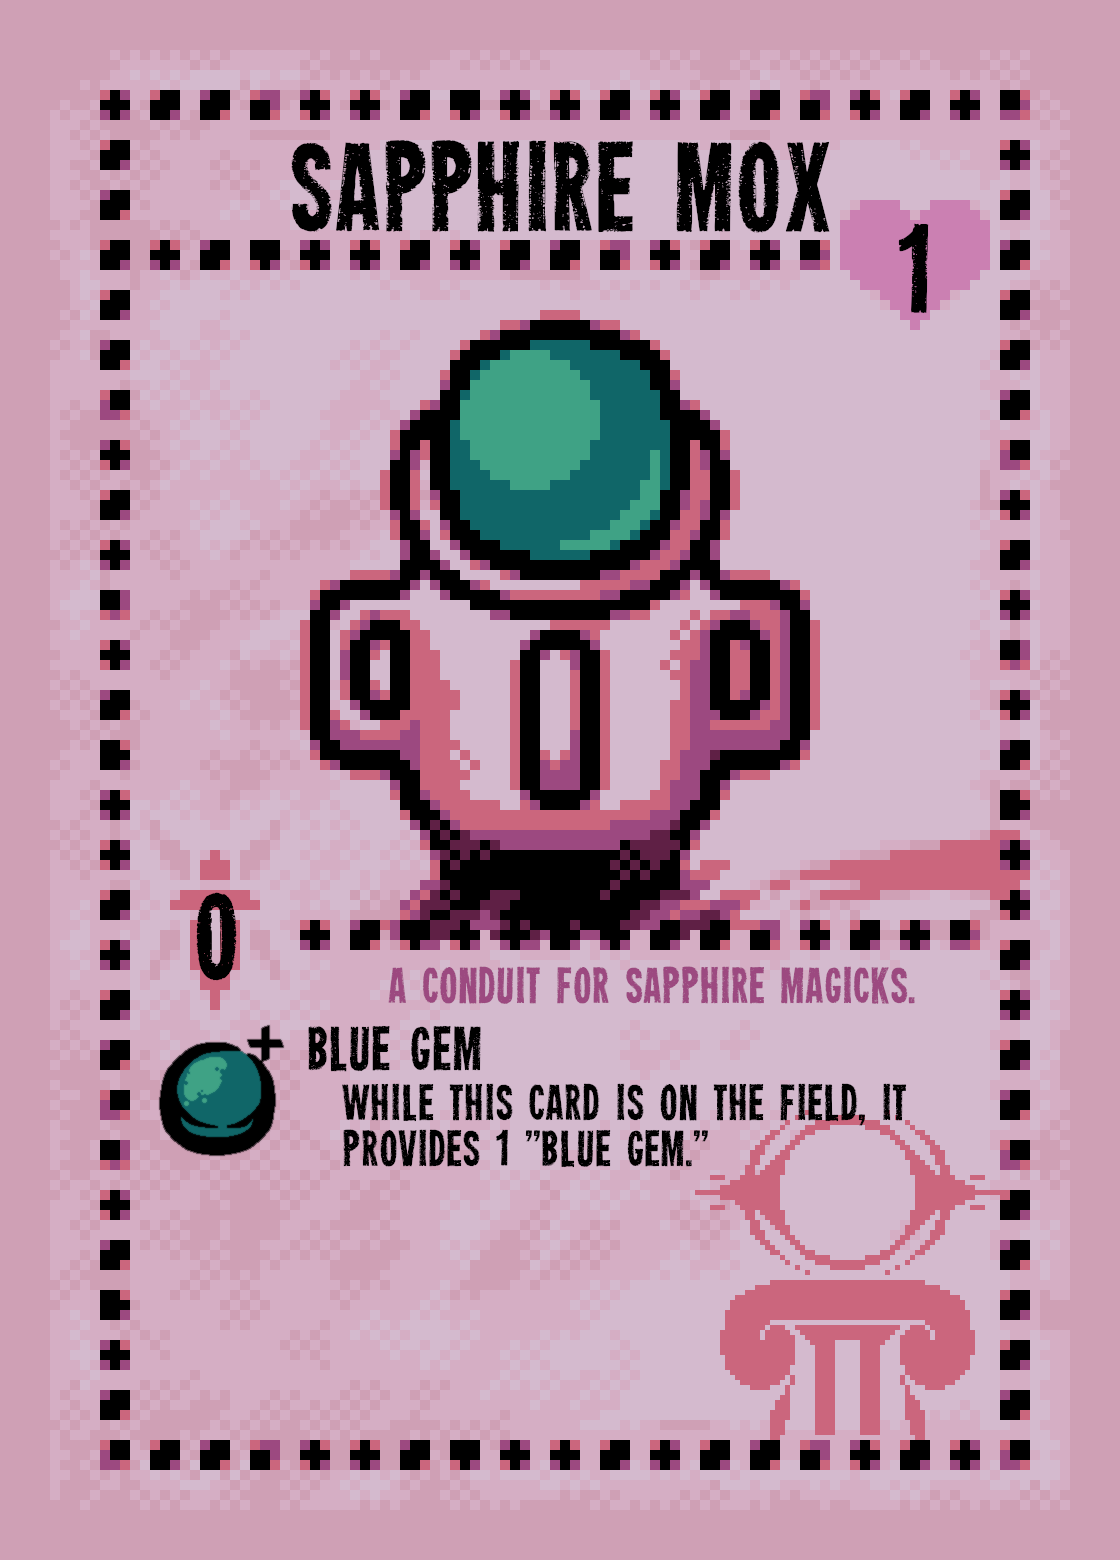 SAPPHIRE MOX
1
0
A CONDUIT FOR SAPPHIRE MAGICKS.
+ BLUE GEM
WHILE THIS CARD IS ON THE FIELD, IT
PROVIDES 1 ”BLUE GEM.”